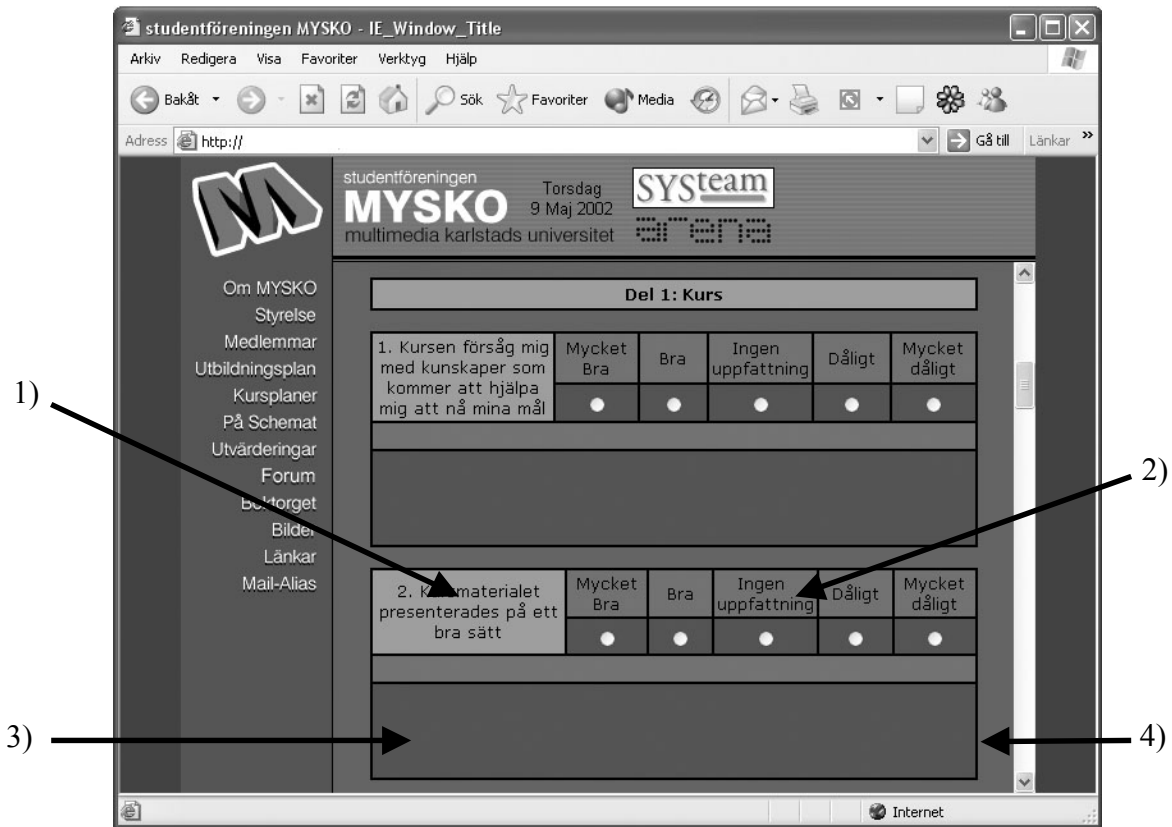 studentföreningen MYSKO - IE_Window_Title
Arkiv Redigera Visa Favoriter Verktyg Hjälp
Bakåt Sök Favoriter Media
Adress http:// Gå till Länkar »
M
studentföreningen
MYSKO
multimedia karlstads universitet
Torsdag
9 Maj 2002
SYSteam
arena
Om MYSKO
Styrelse
Medlemmar
Utbildningsplan
Kursplaner
På Schemat
Utvärderingar
Forum
Boktorget
Bilder
Länkar
Mail-Alias
Del 1: Kurs
1. Kursen försåg mig
med kunskaper som
kommer att hjälpa
mig att nå mina mål
Mycket
Bra
Bra
Ingen
uppfattning
Dåligt
Mycket
dåligt
2. Kursmaterialet
presenterades på ett
bra sätt
Mycket
Bra
Bra
Ingen
uppfattning
Dåligt
Mycket
dåligt
1)
2)
3)
4)
Internet